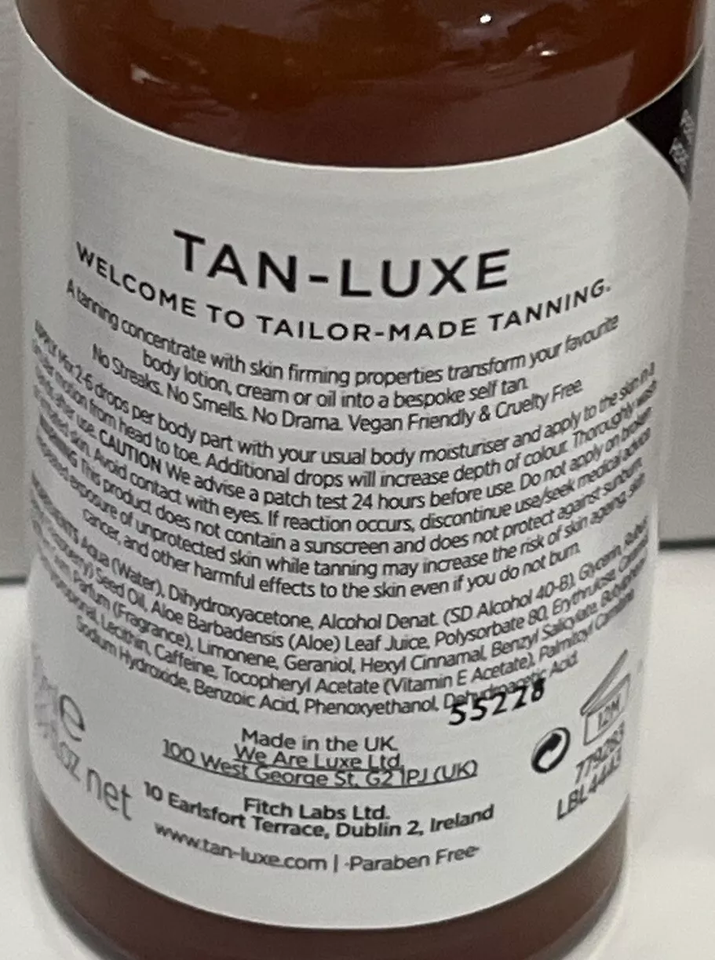 TAN-LUXE
WELCOME TO TAILOR-MADE TANNING.
A tanning concentrate with skin firming properties transform your favourite
body lotion, cream or oil into a bespoke self tan.
No Streaks. No Smells. No Drama. Vegan Friendly & Cruelty Free.
APPLY Mix 2-6 drops per body part with your usual body moisturiser and apply to the skin in a
motion from head to toe. Additional drops will increase depth of colour. Thoroughly wash
after use. CAUTION We advise a patch test 24 hours before use. Do not apply on broken
skin. Avoid contact with eyes. If reaction occurs, discontinue use/seek medical advice.
WARNING This product does not contain a sunscreen and does not protect against sunburn.
exposure of unprotected skin while tanning may increase the risk of skin ageing, skin
cancer, and other harmful effects to the skin even if you do not burn.
INGREDIENTS Aqua (Water), Dihydroxyacetone, Alcohol Denat. (SD Alcohol 40-B), Glycerin, Rubus
(Raspberry) Seed Oil, Aloe Barbadensis (Aloe) Leaf Juice, Polysorbate 80, Erythrulose,
Parfum (Fragrance), Limonene, Geraniol, Hexyl Cinnamal, Benzyl Salicylate,
Lecithin, Caffeine, Tocopheryl Acetate (Vitamin E Acetate), Palmitoyl
Sodium Hydroxide, Benzoic Acid, Phenoxyethanol, Dehydroacetic Acid.
55228
e
oz net
Made in the UK.
We Are Luxe Ltd.
100 West George St, G2 1PJ (UK)
Fitch Labs Ltd.
10 Earlsfort Terrace, Dublin 2, Ireland
www.tan-luxe.com | -Paraben Free-
12M
779283